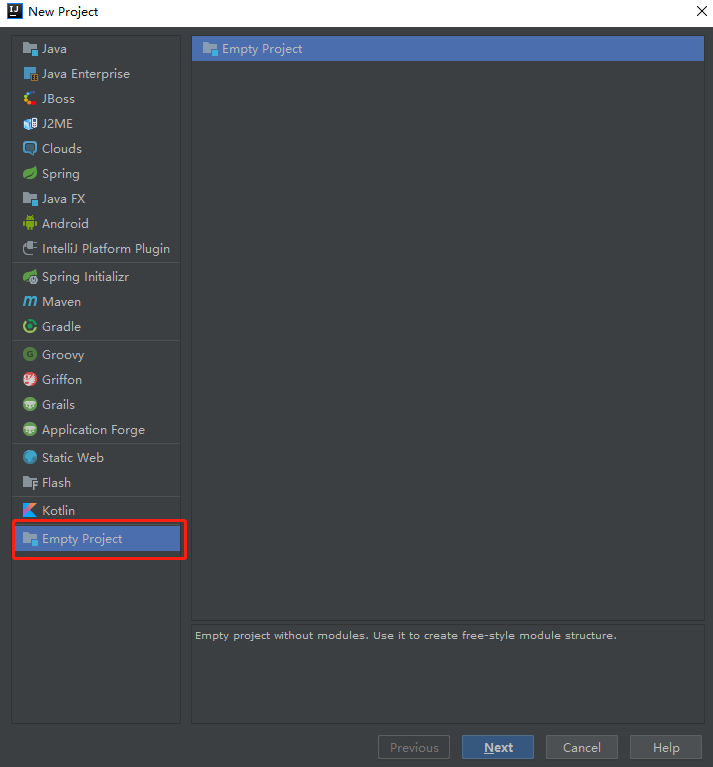 New Project
Java
Java Enterprise
JBoss
J2ME
Clouds
Spring
Java FX
Android
IntelliJ Platform Plugin
Spring Initializr
Maven
Gradle
Groovy
Griffon
Grails
Application Forge
Static Web
Flash
Kotlin
Empty Project
Empty Project
Empty project without modules. Use it to create free-style module structure.
Previous
Next
Cancel
Help